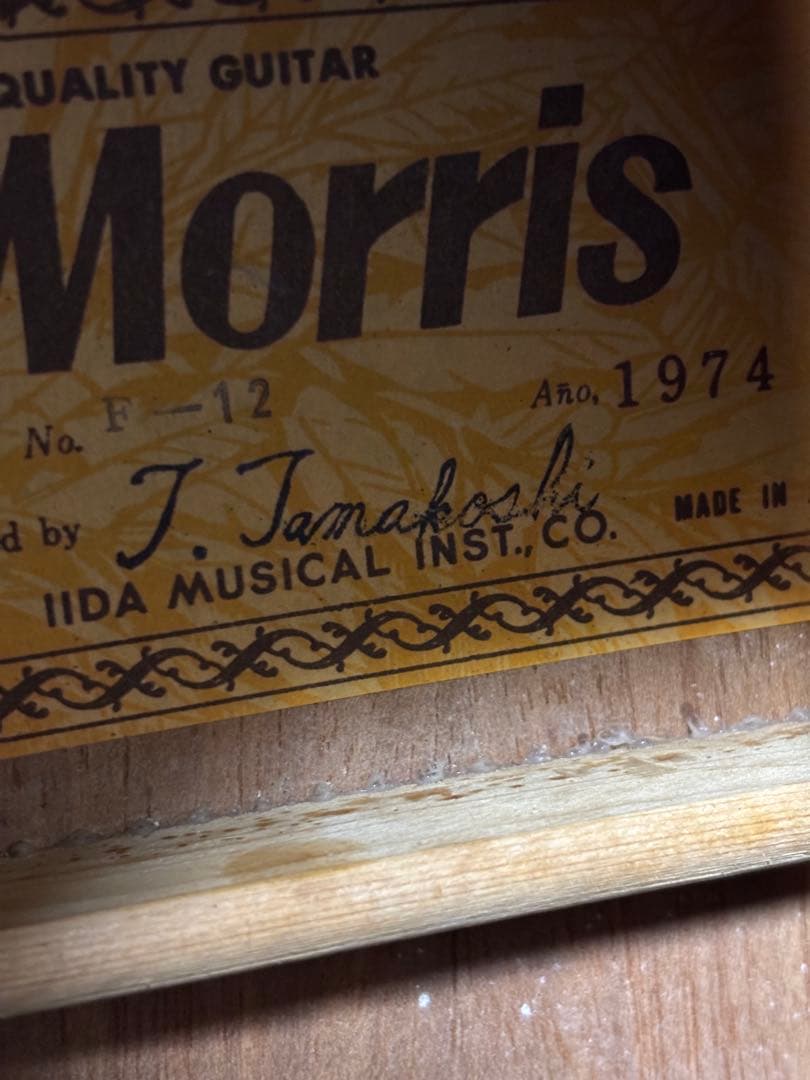 QUALITY GUITAR
Morris
No. F-12 Año, 1974
d by T. Tamakoshi MADE IN
IIDA MUSICAL INST., CO.